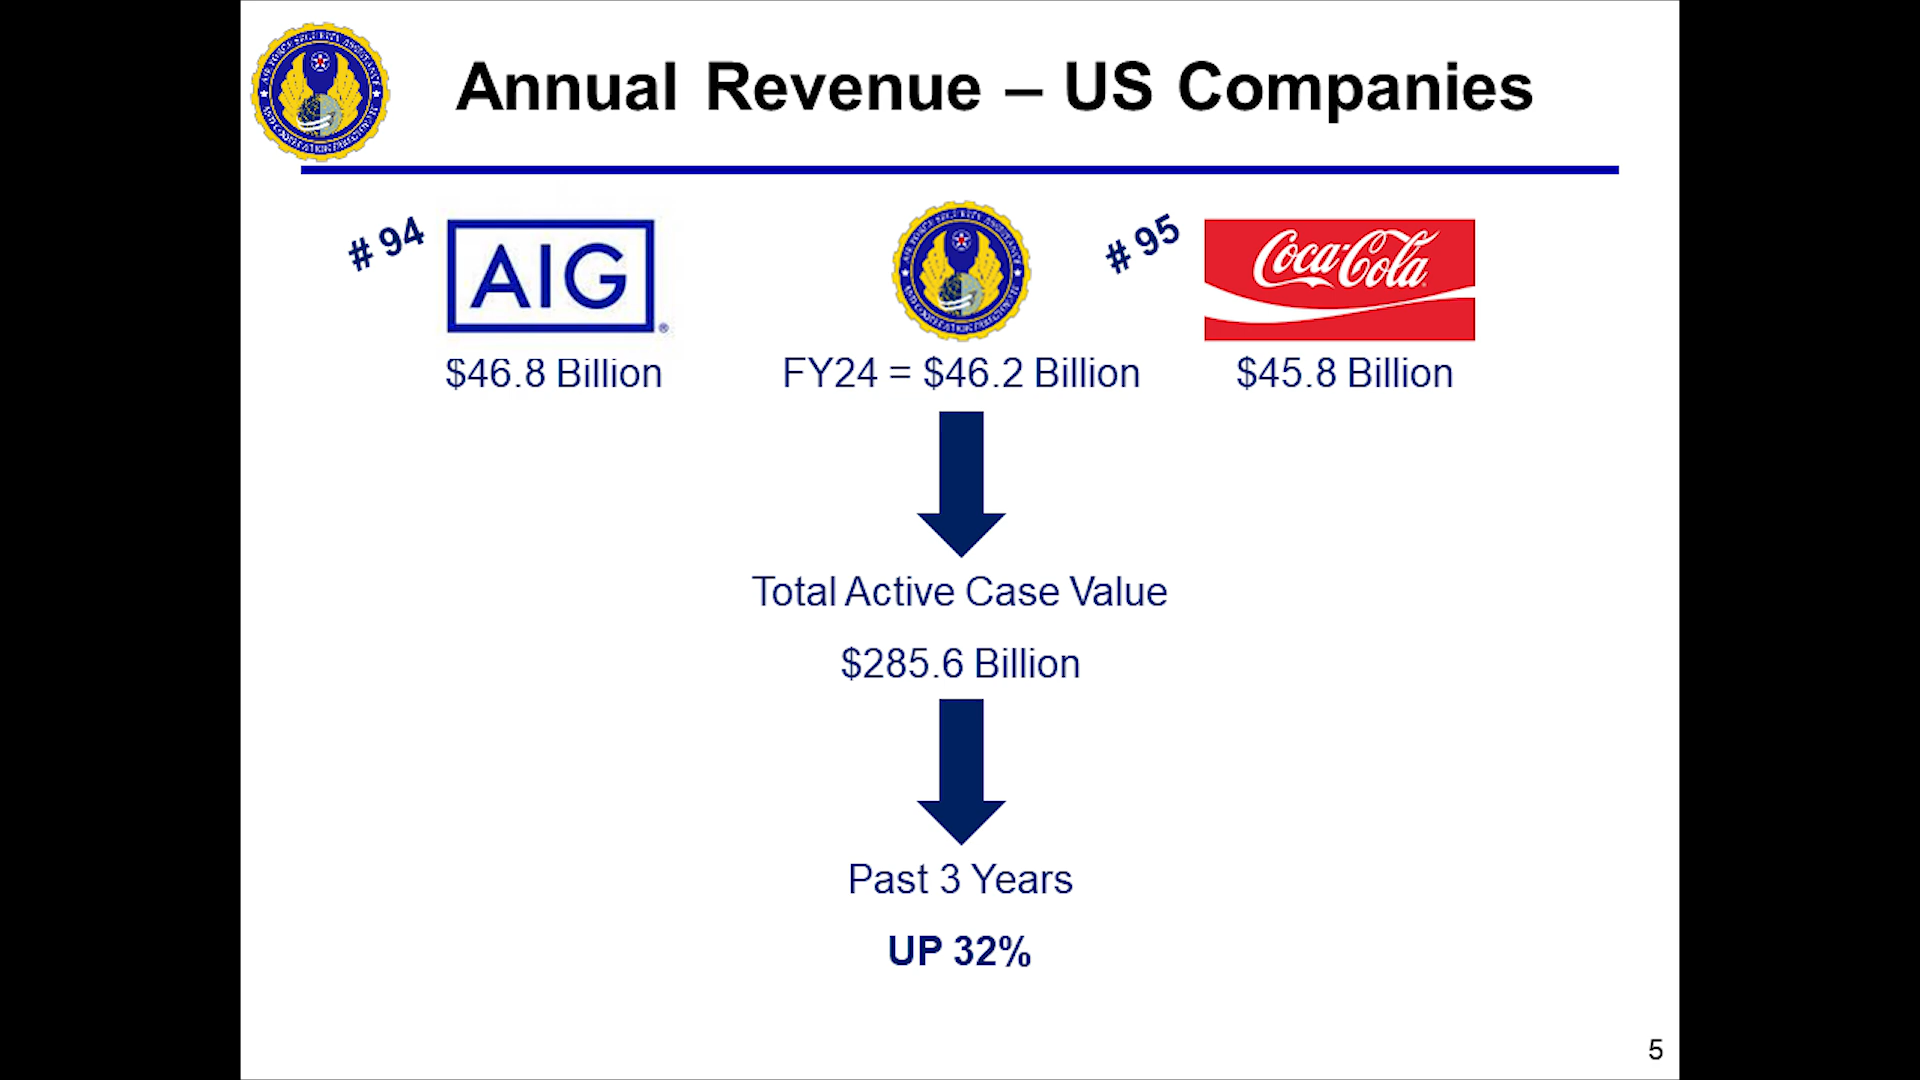 Annual Revenue – US Companies
# 94
AIG
# 95
Coca-Cola
$46.8 Billion
FY24 = $46.2 Billion
$45.8 Billion
Total Active Case Value
$285.6 Billion
Past 3 Years
UP 32%
5